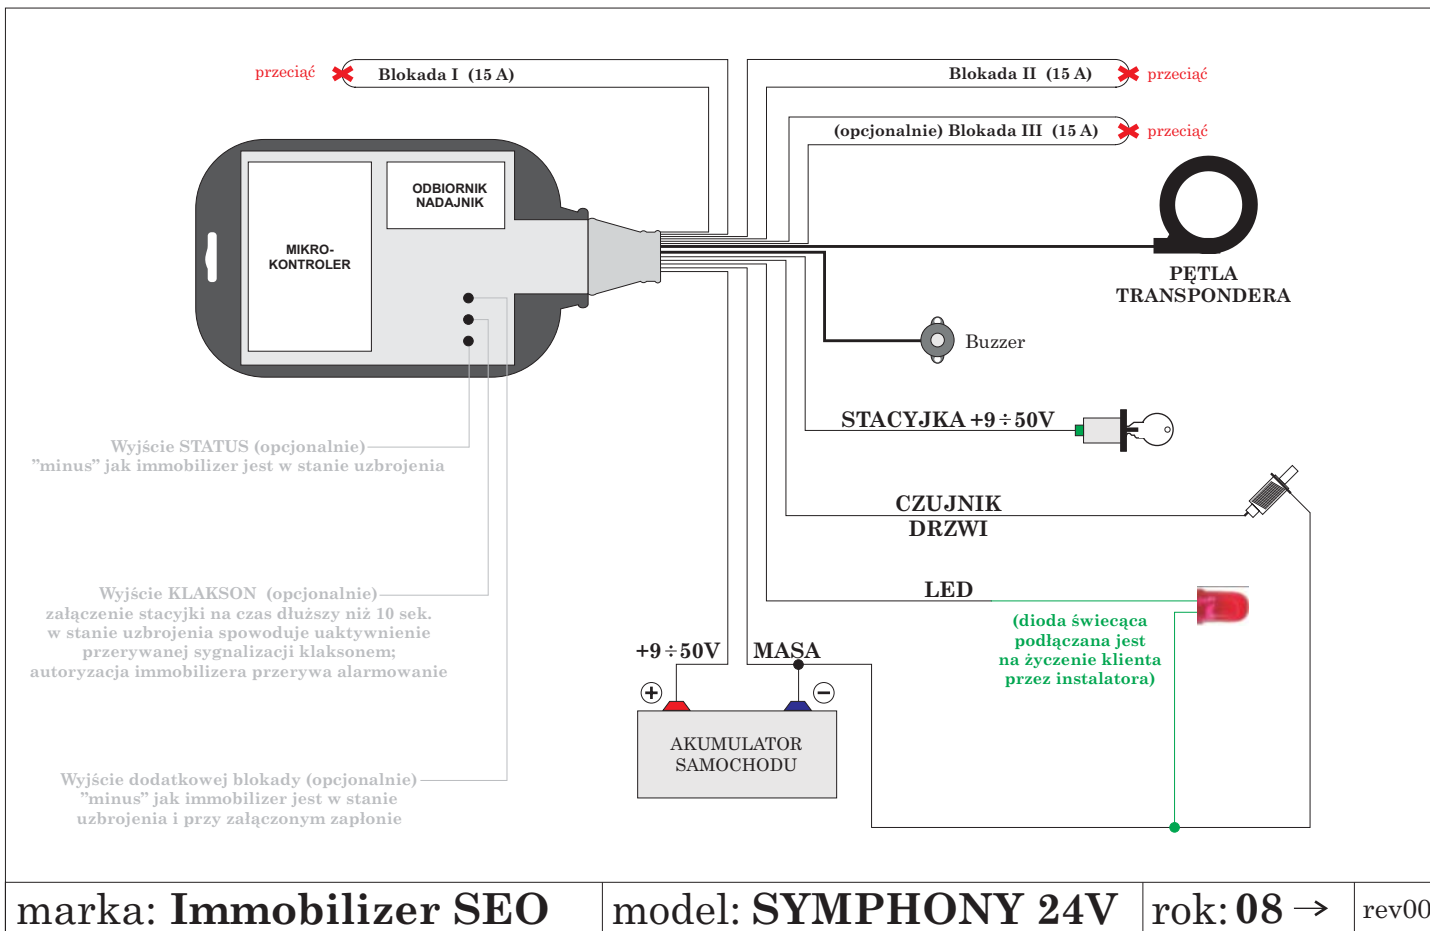 przeciąć
Blokada I (15 A)
Blokada II (15 A)
przeciąć
(opcjonalnie) Blokada III (15 A)
przeciąć
ODBIORNIK
NADAJNIK
MIKRO-
KONTROLER
PĘTLA
TRANSPONDERA
Buzzer
STACYJKA +9÷50V
Wyjście STATUS (opcjonalnie)
”minus” jak immobilizer jest w stanie uzbrojenia
CZUJNIK
DRZWI
Wyjście KLAKSON (opcjonalnie)
załączenie stacyjki na czas dłuższy niż 10 sek.
w stanie uzbrojenia spowoduje uaktywnienie
przerywanej sygnalizacji klaksonem;
autoryzacja immobilizera przerywa alarmowanie
LED
(dioda świecąca
podłączana jest
na życzenie klienta
przez instalatora)
+9÷50V
MASA
+
−
AKUMULATOR
SAMOCHODU
Wyjście dodatkowej blokady (opcjonalnie)
”minus” jak immobilizer jest w stanie
uzbrojenia i przy załączonym zapłonie
marka: Immobilizer SEO
model: SYMPHONY 24V
rok: 08 →
rev00